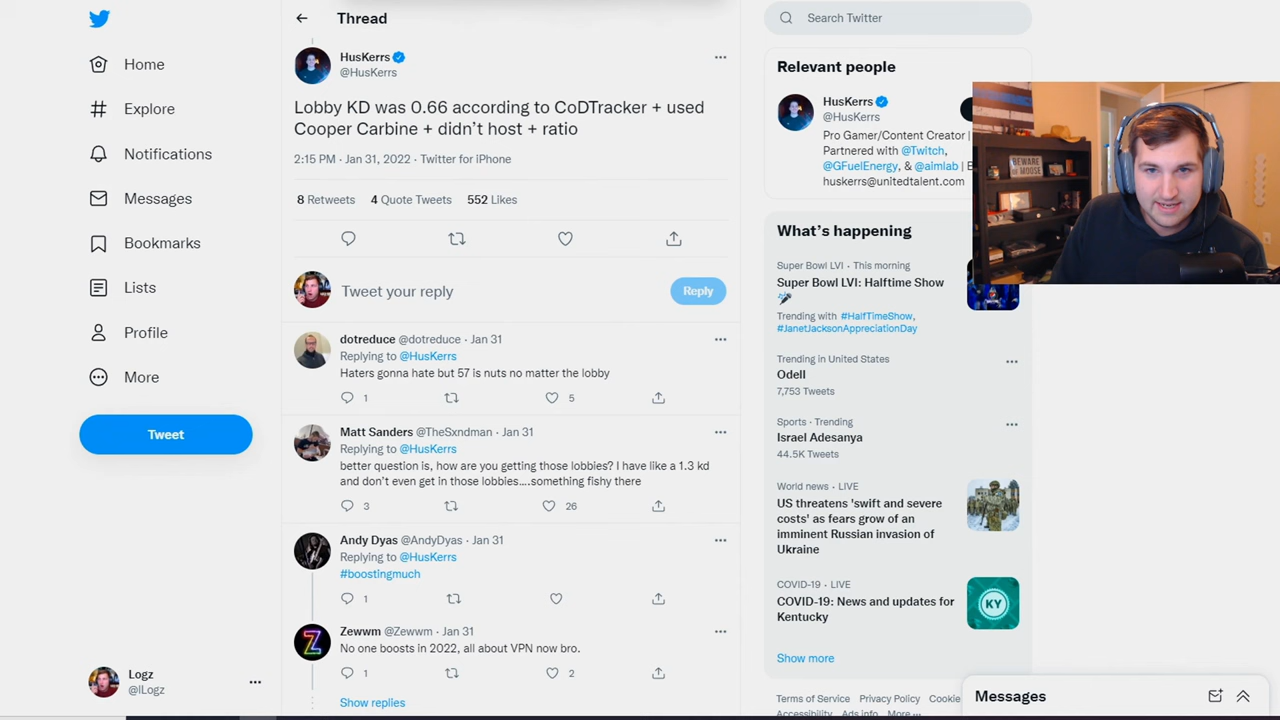 Thread
Search Twitter
Home
Explore
Notifications
Messages
Bookmarks
Lists
Profile
More
Tweet
Logz
@lLogz
HusKerrs
@HusKerrs
Lobby KD was 0.66 according to CoDTracker + used
Cooper Carbine + didn’t host + ratio
2:15 PM · Jan 31, 2022 · Twitter for iPhone
8 Retweets 4 Quote Tweets 552 Likes
Tweet your reply
Reply
dotreduce @dotreduce · Jan 31
Replying to @HusKerrs
Haters gonna hate but 57 is nuts no matter the lobby
1 5
Matt Sanders @TheSxndman · Jan 31
Replying to @HusKerrs
better question is, how are you getting those lobbies? I have like a 1.3 kd
and don’t even get in those lobbies....something fishy there
3 26
Andy Dyas @AndyDyas · Jan 31
Replying to @HusKerrs
#boostingmuch
1
Zewwm @Zewwm · Jan 31
No one boosts in 2022, all about VPN now bro.
1 2
Show replies
Relevant people
HusKerrs
@HusKerrs
Pro Gamer/Content Creator |
Partnered with @Twitch,
@GFuelEnergy, & @aimlab |
huskerrs@unitedtalent.com
What’s happening
Super Bowl LVI · This morning
Super Bowl LVI: Halftime Show
Trending with #HalfTimeShow,
#JanetJacksonAppreciationDay
Trending in United States
Odell
7,753 Tweets
Sports · Trending
Israel Adesanya
44.5K Tweets
World news · LIVE
US threatens 'swift and severe
costs' as fears grow of an
imminent Russian invasion of
Ukraine
COVID-19 · LIVE
COVID-19: News and updates for
Kentucky
KY
Show more
Terms of Service Privacy Policy Cookie
Accessibility Ads info More
Messages
BEWARE
OF MOOSE